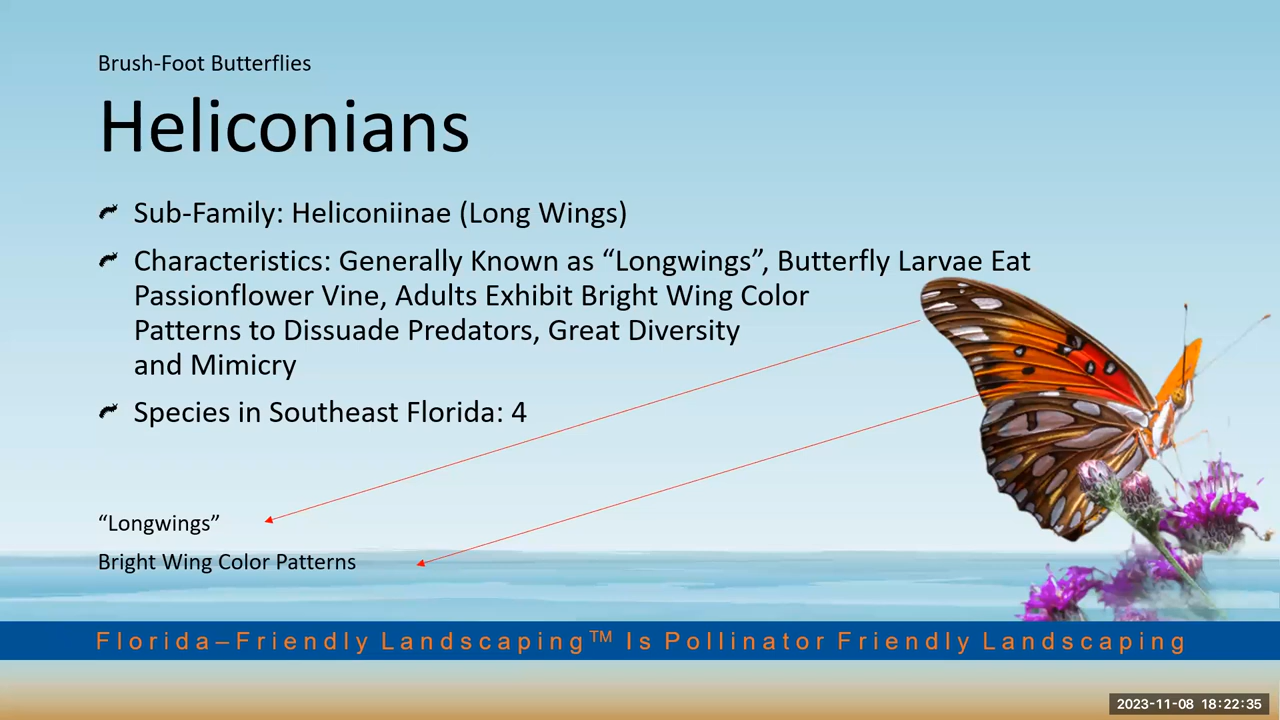 Brush-Foot Butterflies
Heliconians
Sub-Family: Heliconiinae (Long Wings)
Characteristics: Generally Known as “Longwings”, Butterfly Larvae Eat
Passionflower Vine, Adults Exhibit Bright Wing Color
Patterns to Dissuade Predators, Great Diversity
and Mimicry
Species in Southeast Florida: 4
“Longwings”
Bright Wing Color Patterns
Florida–Friendly Landscaping™ Is Pollinator Friendly Landscaping
2023-11-08 18:22:35